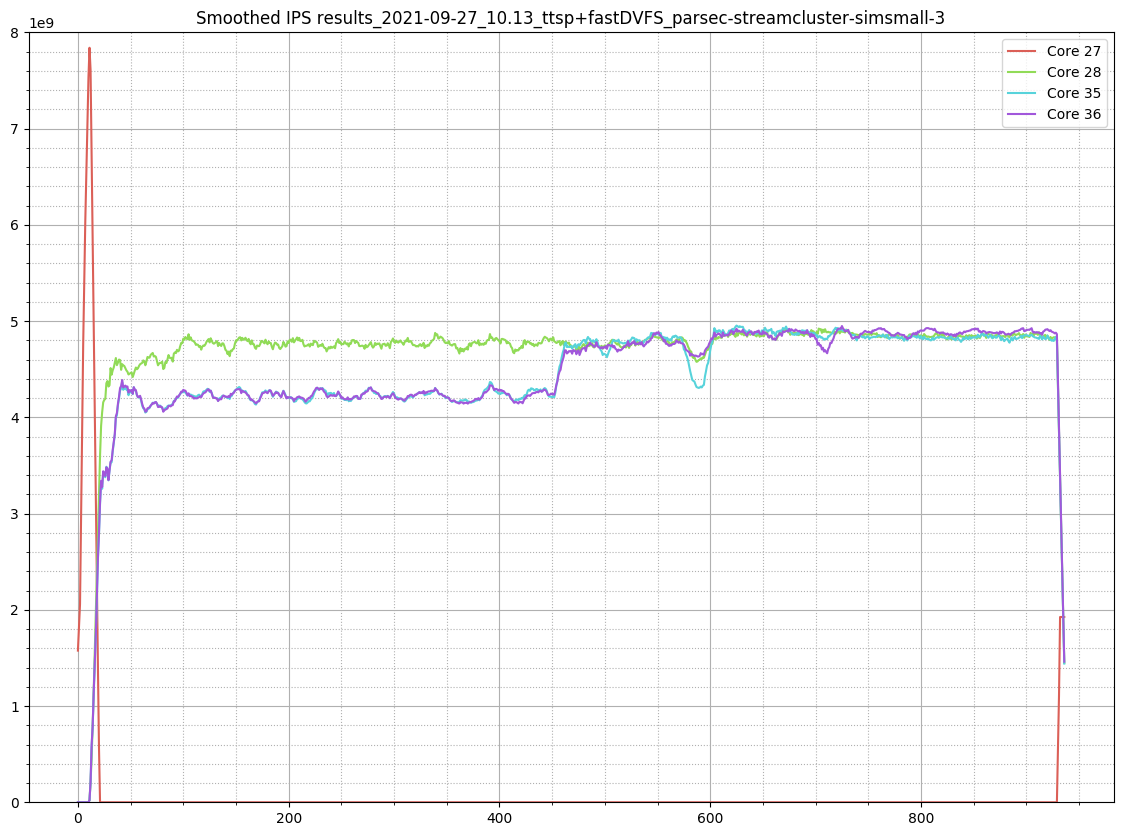 Smoothed IPS results_2021-09-27_10.13_ttsp+fastDVFS_parsec-streamcluster-simsmall-3
1e9
8
7
6
5
4
3
2
1
0
0 200 400 600 800
Core 27
Core 28
Core 35
Core 36